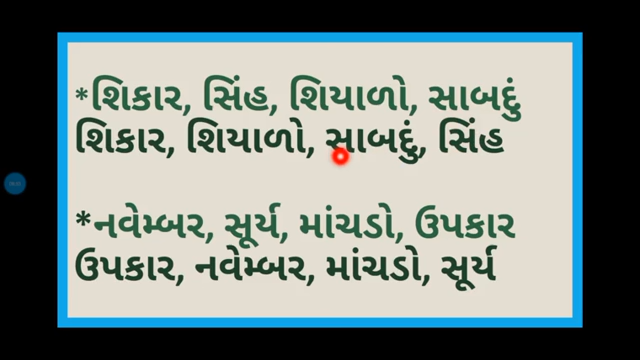 *શિકાર, સિંહ, શિયાળો, સાબદું
શિકાર, શિયાળો, સાબદું, સિંહ
*નવેમ્બર, સૂર્ય, માંચડો, ઉપકાર
ઉપકાર, નવેમ્બર, માંચડો, સૂર્ય